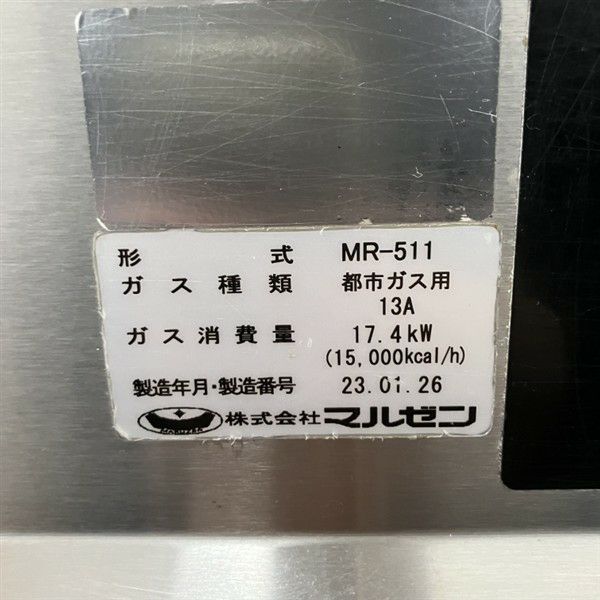 形式 MR-511
ガス種類 都市ガス用
13A
ガス消費量 17.4kW
(15,000kcal/h)
製造年月・製造番号 23.01.26
MARUZEN 株式会社 マルゼン